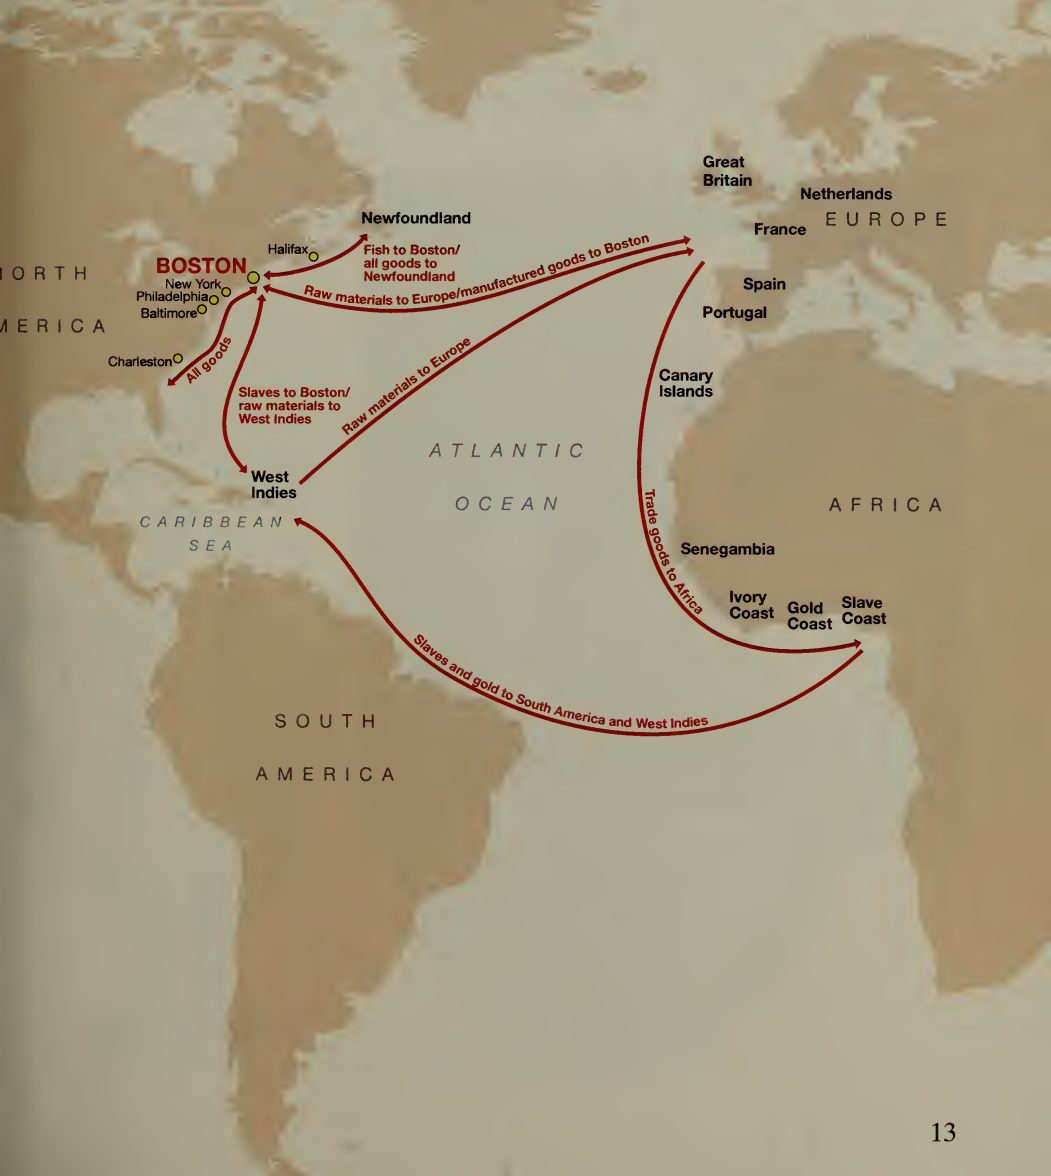 Great
Britain
Netherlands
EUROPE
Newfoundland
France
Halifax
Fish to Boston/
all goods to
Newfoundland
Raw materials to Europe/manufactured goods to Boston
BOSTON
ORTH
New York
Philadelphia
Baltimore
MERICA
Spain
Portugal
Charleston
All goods
Raw materials to Europe
Canary
Islands
Slaves to Boston/
raw materials to
West Indies
ATLANTIC
OCEAN
West
Indies
AFRICA
CARIBBEAN
SEA
Trade goods to Africa
Senegambia
Ivory
Coast
Gold
Coast
Slave
Coast
Slaves and gold to South America and West Indies
SOUTH
AMERICA
13